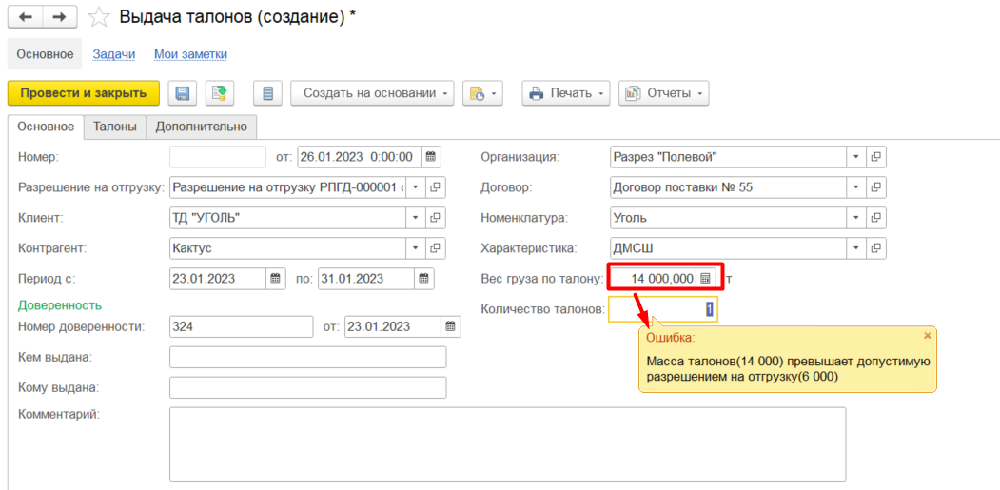 Выдача талонов (создание) *
Основное Задачи Мои заметки
Провести и закрыть Создать на основании Печать Отчеты
Основное Талоны Дополнительно
Номер: от: 26.01.2023 0:00:00 Организация: Разрез "Полевой"
Разрешение на отгрузку: Разрешение на отгрузку РПГД-000001 Договор: Договор поставки № 55
Клиент: ТД "УГОЛЬ" Номенклатура: Уголь
Контрагент: Кактус Характеристика: ДМСШ
Период с: 23.01.2023 по: 31.01.2023 Вес груза по талону: 14 000,000 т
Доверенность Количество талонов: 1
Номер доверенности: 324 от: 23.01.2023
Ошибка:
Масса талонов(14 000) превышает допустимую
разрешением на отгрузку(6 000)
Кем выдана:
Кому выдана:
Комментарий: